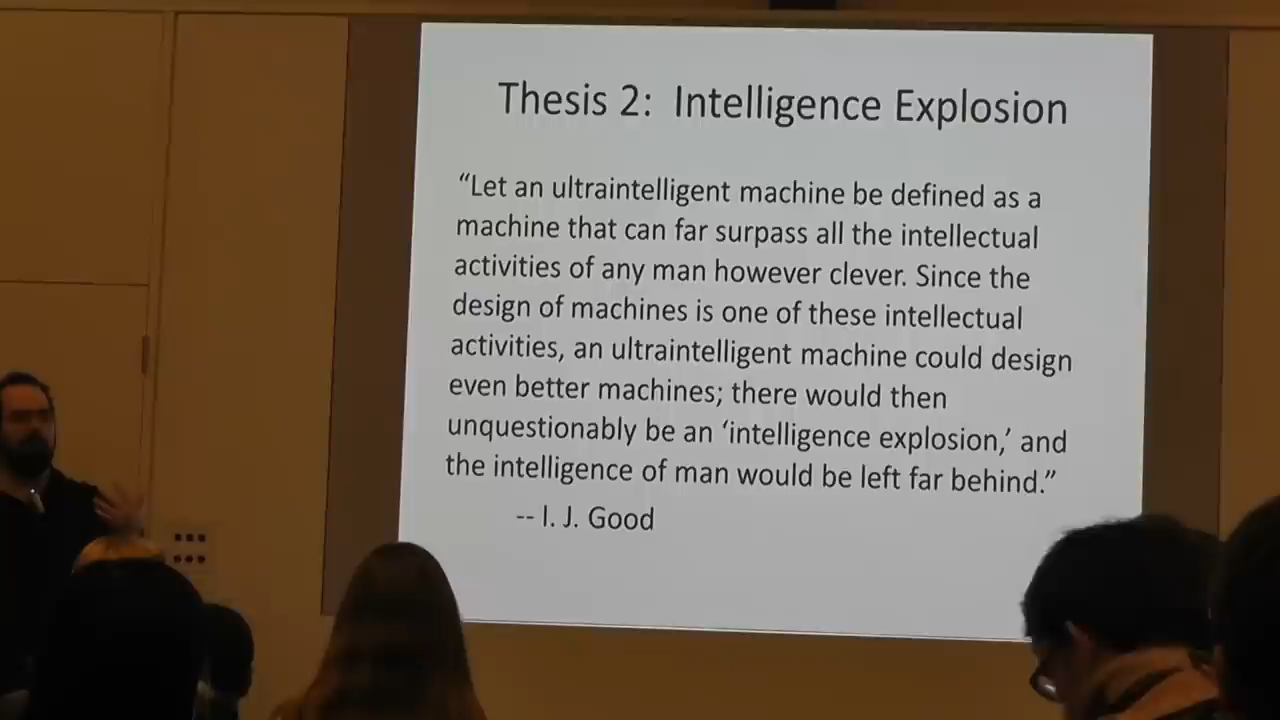 Thesis 2: Intelligence Explosion
“Let an ultraintelligent machine be defined as a
machine that can far surpass all the intellectual
activities of any man however clever. Since the
design of machines is one of these intellectual
activities, an ultraintelligent machine could design
even better machines; there would then
unquestionably be an ‘intelligence explosion,’ and
the intelligence of man would be left far behind.”
-- I. J. Good